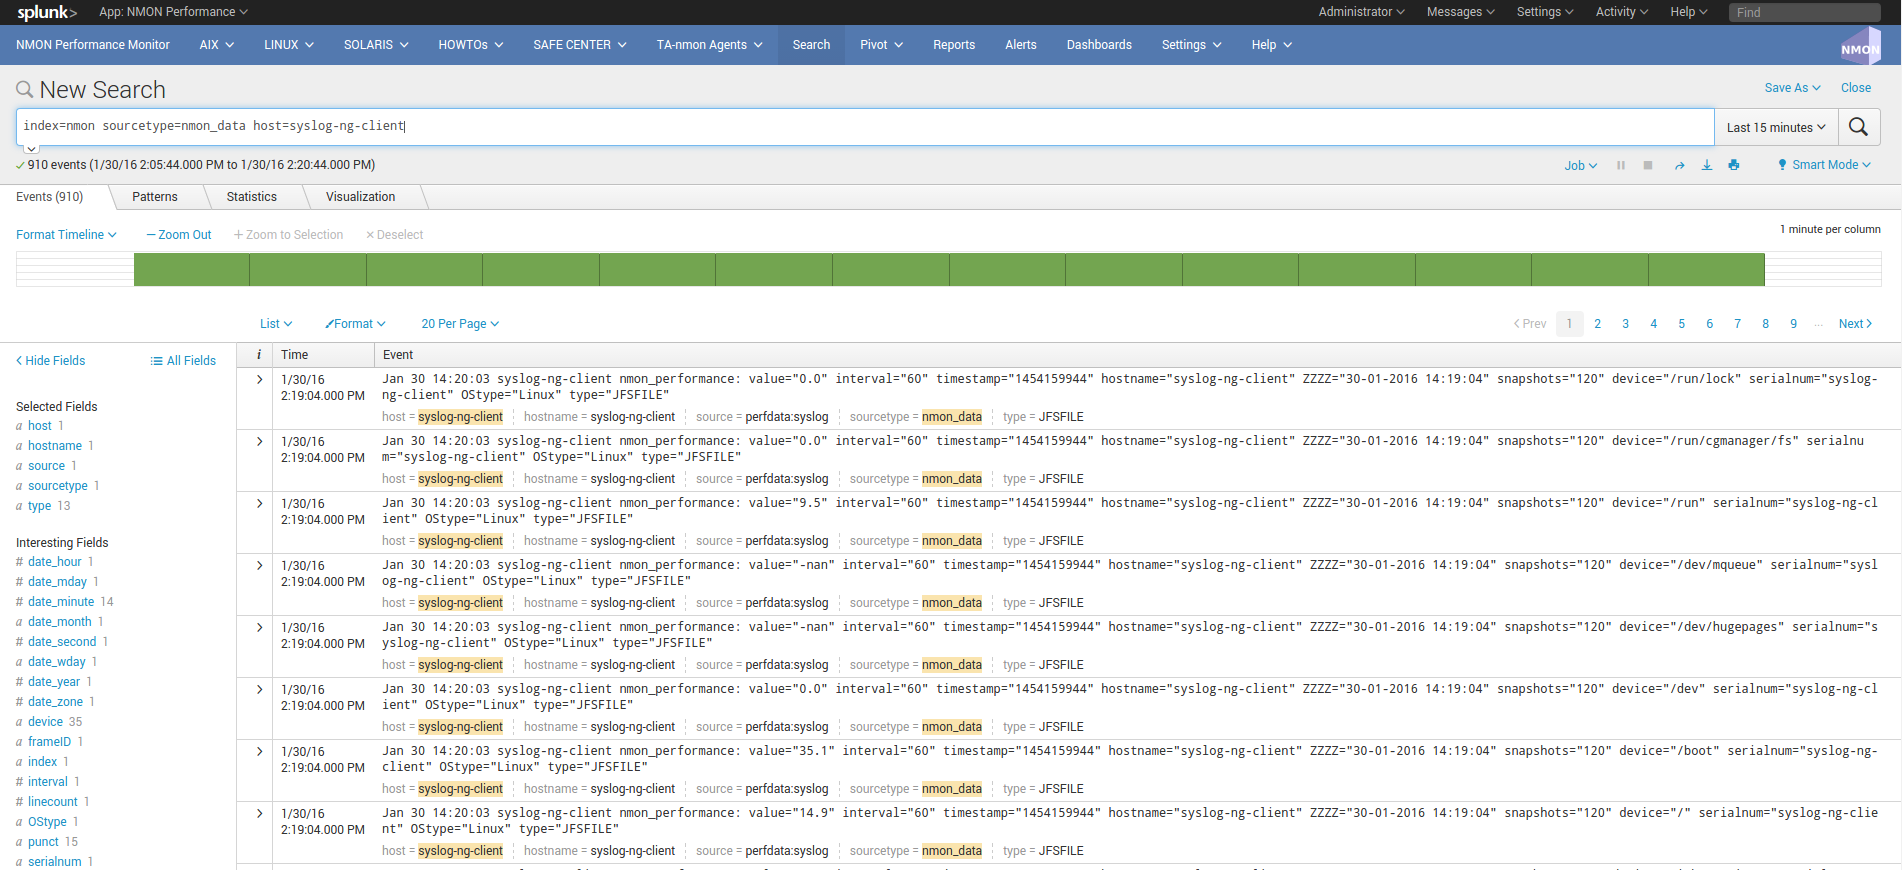 splunk> App: NMON Performance Administrator Messages Settings Activity Help Find
NMON Performance Monitor AIX LINUX SOLARIS HOWTOs SAFE CENTER TA-nmon Agents Search Pivot Reports Alerts Dashboards Settings Help NMON
New Search Save As Close
index=nmon sourcetype=nmon_data host=syslog-ng-client Last 15 minutes
910 events (1/30/16 2:05:44.000 PM to 1/30/16 2:20:44.000 PM) Job Smart Mode
Events (910) Patterns Statistics Visualization
Format Timeline Zoom Out Zoom to Selection Deselect 1 minute per column
List Format 20 Per Page Prev 1 2 3 4 5 6 7 8 9 ... Next
Hide Fields All Fields
Selected Fields
a host 1
a hostname 1
a source 1
a sourcetype 1
a type 13
Interesting Fields
# date_hour 1
# date_mday 1
# date_minute 14
a date_month 1
# date_second 1
a date_wday 1
# date_year 1
# date_zone 1
a device 35
a frameID 1
a index 1
# interval 1
# linecount 1
a OStype 1
a punct 15
a serialnum 1
i Time Event
1/30/16
2:19:04.000 PM
Jan 30 14:20:03 syslog-ng-client nmon_performance: value="0.0" interval="60" timestamp="1454159944" hostname="syslog-ng-client" ZZZZ="30-01-2016 14:19:04" snapshots="120" device="/run/lock" serialnum="syslog-
ng-client" OStype="Linux" type="JFSFILE"
host = syslog-ng-client hostname = syslog-ng-client source = perfdata:syslog sourcetype = nmon_data type = JFSFILE
1/30/16
2:19:04.000 PM
Jan 30 14:20:03 syslog-ng-client nmon_performance: value="0.0" interval="60" timestamp="1454159944" hostname="syslog-ng-client" ZZZZ="30-01-2016 14:19:04" snapshots="120" device="/run/cgmanager/fs" serialnu
m="syslog-ng-client" OStype="Linux" type="JFSFILE"
host = syslog-ng-client hostname = syslog-ng-client source = perfdata:syslog sourcetype = nmon_data type = JFSFILE
1/30/16
2:19:04.000 PM
Jan 30 14:20:03 syslog-ng-client nmon_performance: value="9.5" interval="60" timestamp="1454159944" hostname="syslog-ng-client" ZZZZ="30-01-2016 14:19:04" snapshots="120" device="/run" serialnum="syslog-ng-cl
ient" OStype="Linux" type="JFSFILE"
host = syslog-ng-client hostname = syslog-ng-client source = perfdata:syslog sourcetype = nmon_data type = JFSFILE
1/30/16
2:19:04.000 PM
Jan 30 14:20:03 syslog-ng-client nmon_performance: value="-nan" interval="60" timestamp="1454159944" hostname="syslog-ng-client" ZZZZ="30-01-2016 14:19:04" snapshots="120" device="/dev/mqueue" serialnum="sysl
og-ng-client" OStype="Linux" type="JFSFILE"
host = syslog-ng-client hostname = syslog-ng-client source = perfdata:syslog sourcetype = nmon_data type = JFSFILE
1/30/16
2:19:04.000 PM
Jan 30 14:20:03 syslog-ng-client nmon_performance: value="-nan" interval="60" timestamp="1454159944" hostname="syslog-ng-client" ZZZZ="30-01-2016 14:19:04" snapshots="120" device="/dev/hugepages" serialnum="s
yslog-ng-client" OStype="Linux" type="JFSFILE"
host = syslog-ng-client hostname = syslog-ng-client source = perfdata:syslog sourcetype = nmon_data type = JFSFILE
1/30/16
2:19:04.000 PM
Jan 30 14:20:03 syslog-ng-client nmon_performance: value="0.0" interval="60" timestamp="1454159944" hostname="syslog-ng-client" ZZZZ="30-01-2016 14:19:04" snapshots="120" device="/dev" serialnum="syslog-ng-cl
ient" OStype="Linux" type="JFSFILE"
host = syslog-ng-client hostname = syslog-ng-client source = perfdata:syslog sourcetype = nmon_data type = JFSFILE
1/30/16
2:19:04.000 PM
Jan 30 14:20:03 syslog-ng-client nmon_performance: value="35.1" interval="60" timestamp="1454159944" hostname="syslog-ng-client" ZZZZ="30-01-2016 14:19:04" snapshots="120" device="/boot" serialnum="syslog-ng-
client" OStype="Linux" type="JFSFILE"
host = syslog-ng-client hostname = syslog-ng-client source = perfdata:syslog sourcetype = nmon_data type = JFSFILE
1/30/16
2:19:04.000 PM
Jan 30 14:20:03 syslog-ng-client nmon_performance: value="14.9" interval="60" timestamp="1454159944" hostname="syslog-ng-client" ZZZZ="30-01-2016 14:19:04" snapshots="120" device="/" serialnum="syslog-ng-clie
nt" OStype="Linux" type="JFSFILE"
host = syslog-ng-client hostname = syslog-ng-client source = perfdata:syslog sourcetype = nmon_data type = JFSFILE